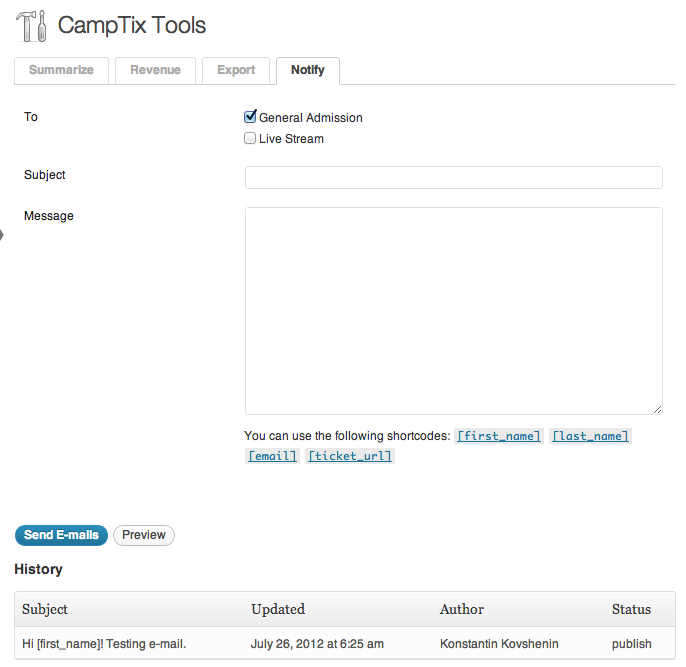 CampTix Tools
Summarize Revenue Export Notify
To
General Admission
Live Stream
Subject
Message
You can use the following shortcodes: [first_name] [last_name]
[email] [ticket_url]
Send E-mails Preview
History
Subject Updated Author Status
Hi [first_name]! Testing e-mail. July 26, 2012 at 6:25 am Konstantin Kovshenin publish